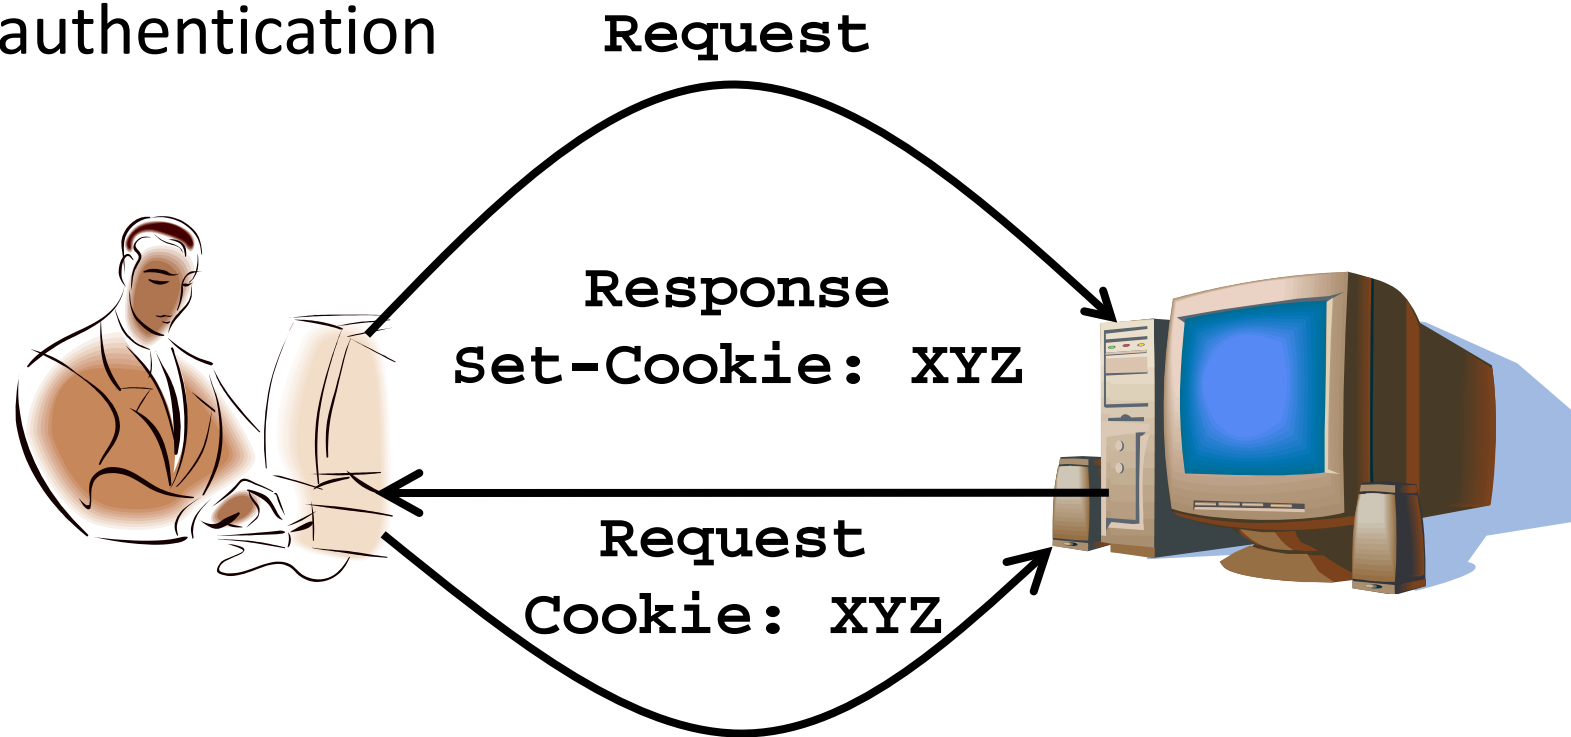 authentication
Request
Response
Set-Cookie: XYZ
Request
Cookie: XYZ